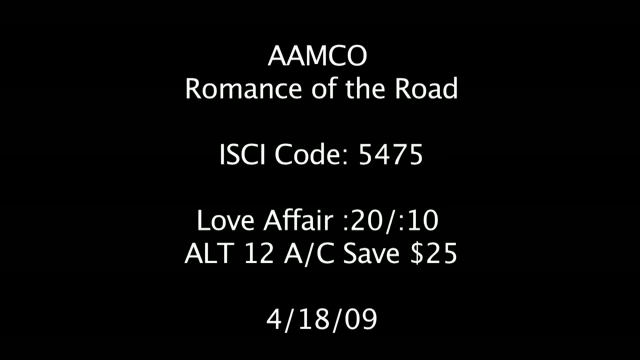 AAMCO
Romance of the Road
ISCI Code: 5475
Love Affair :20/:10
ALT 12 A/C Save $25
4/18/09